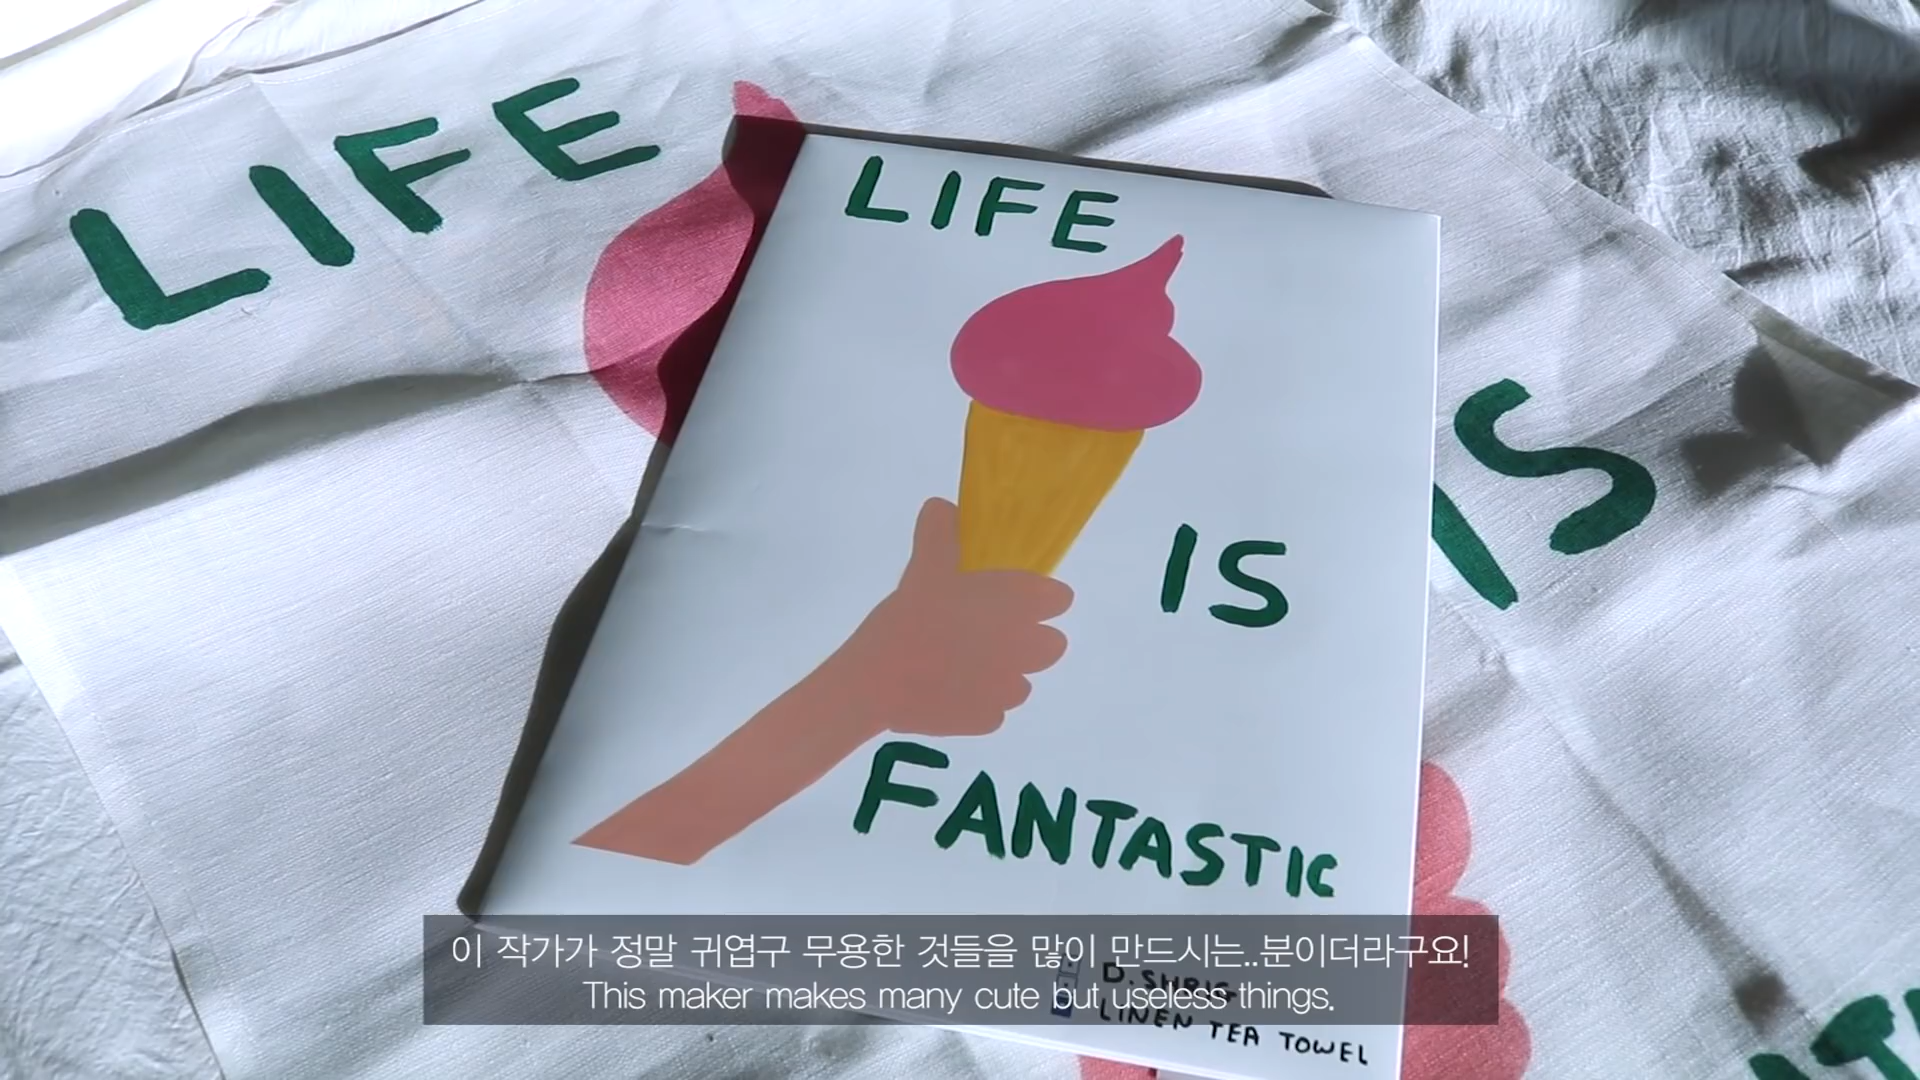 LIFE
LIFE
IS
IS
FANTASTIC
이 작가가 정말 귀엽구 무용한 것들을 많이 만드시는..분이더라구요!
This maker makes many cute but useless things.
LINEN TEA TOWEL